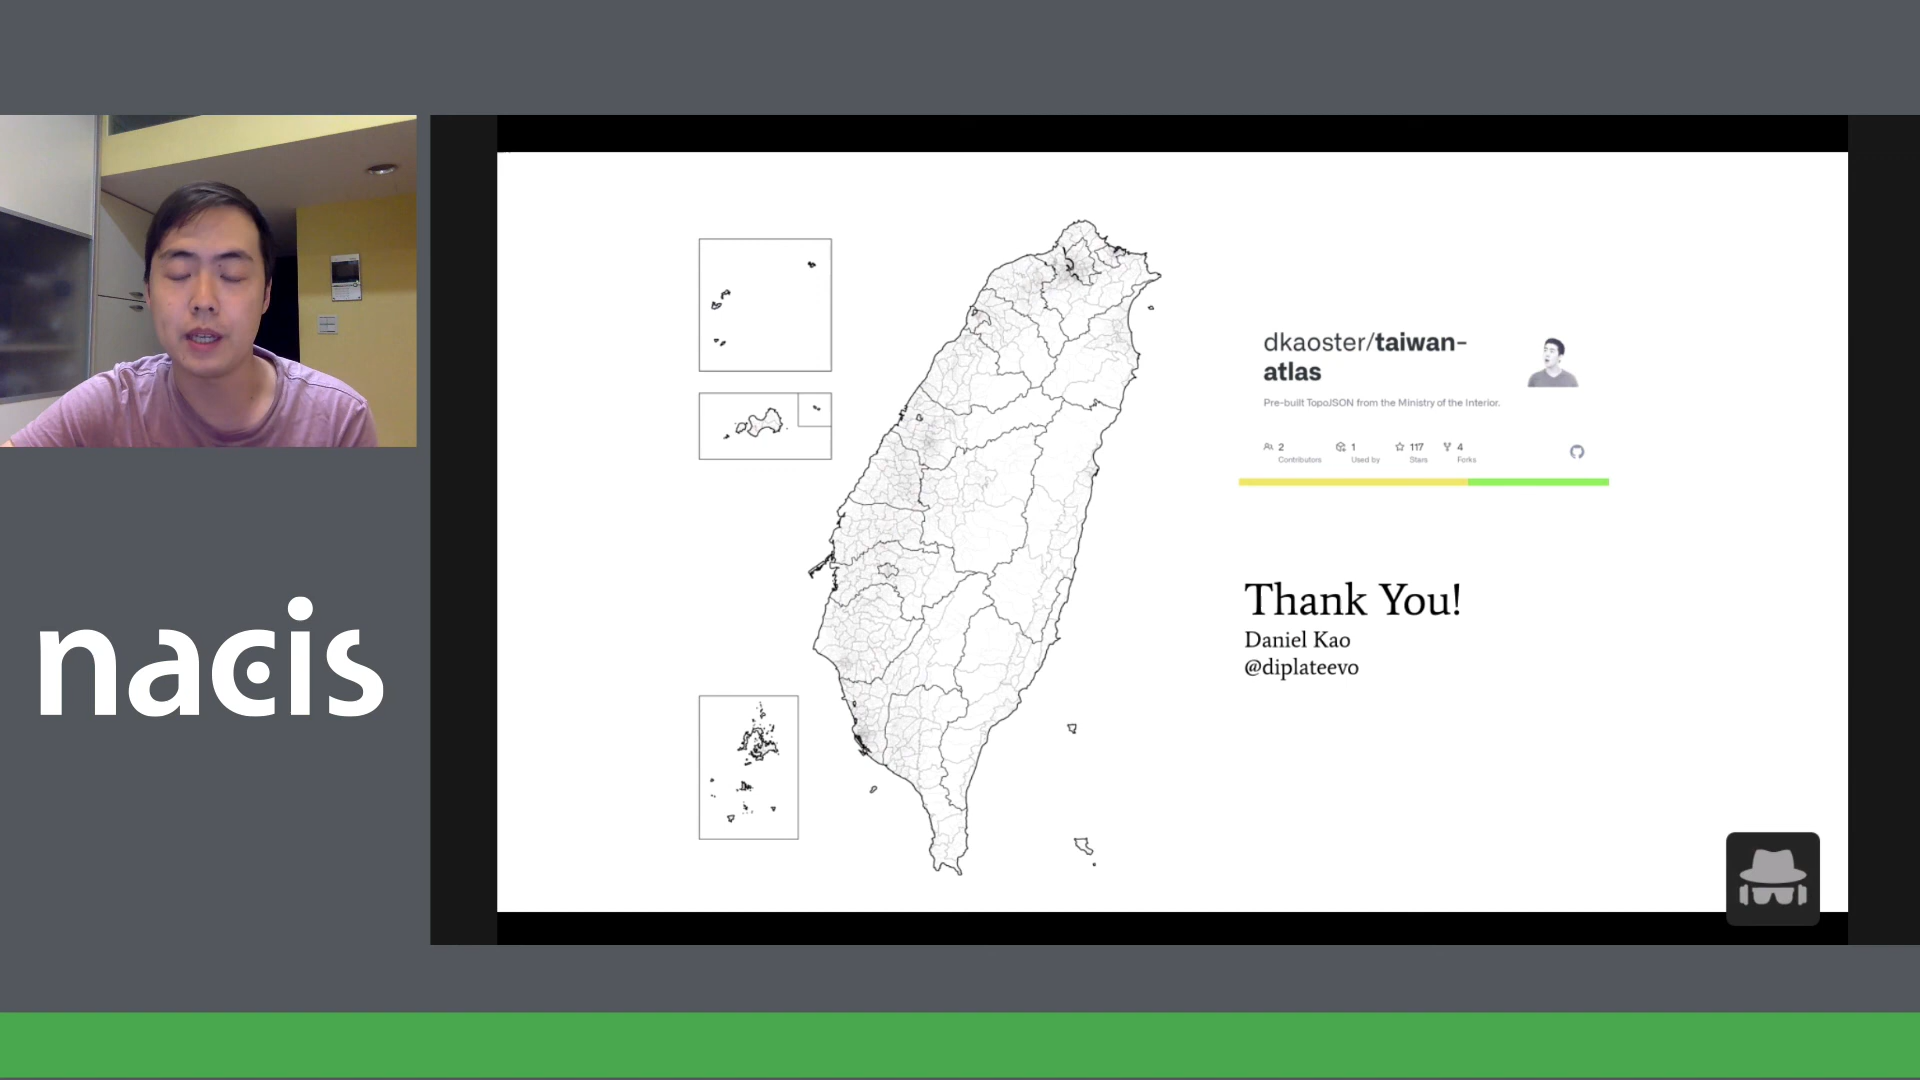 nacis
dkaoster/taiwan-
atlas
Pre-built TopoJSON from the Ministry of the Interior.
2 1 117 4
Contributors Used by Stars Forks
Thank You!
Daniel Kao
@diplateevo